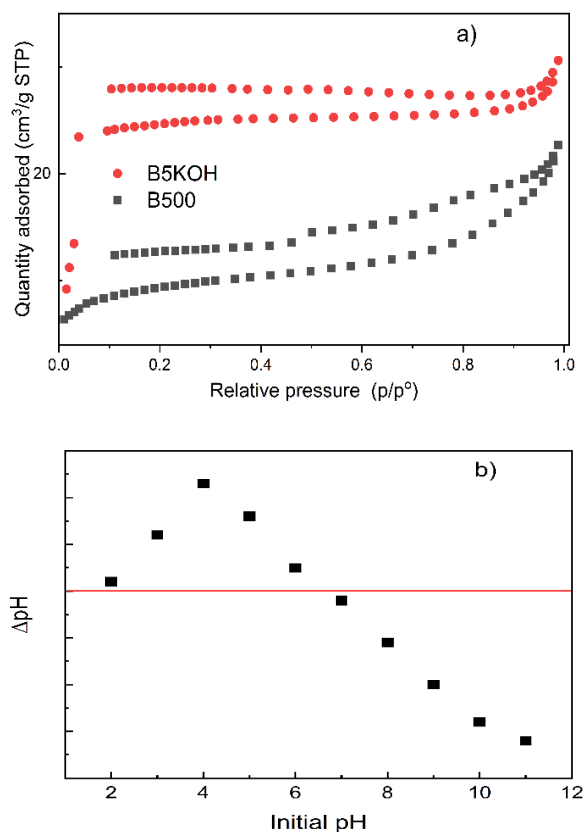 a)
Quantity adsorbed (cm³/g STP)
20
B5KOH
B500
0.0 0.2 0.4 0.6 0.8 1.0
Relative pressure (p/p°)
b)
ΔpH
2 4 6 8 10 12
Initial pH